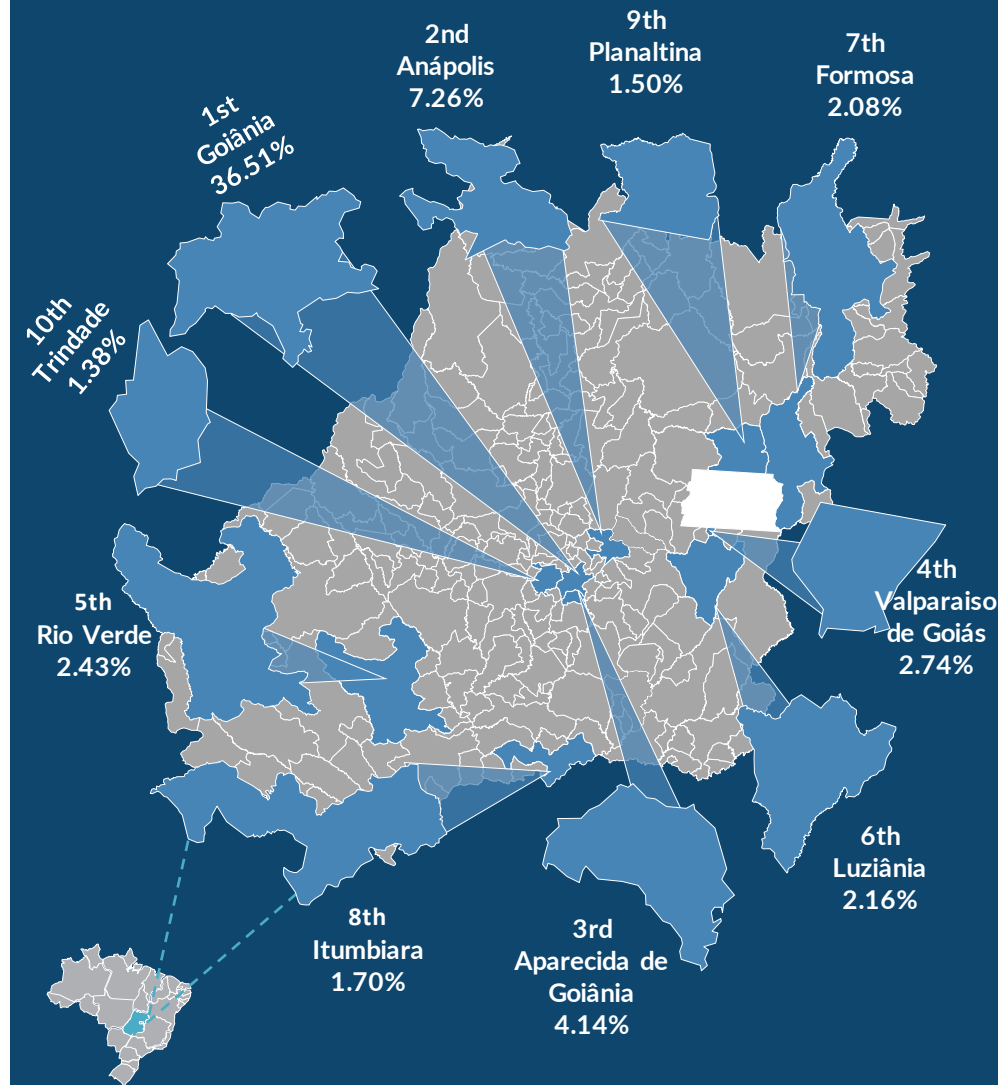 1st
Goiânia
36.51%
2nd
Anápolis
7.26%
9th
Planaltina
1.50%
7th
Formosa
2.08%
10th
Trindade
1.38%
5th
Rio Verde
2.43%
4th
Valparaiso
de Goiás
2.74%
6th
Luziânia
2.16%
8th
Itumbiara
1.70%
3rd
Aparecida de
Goiânia
4.14%